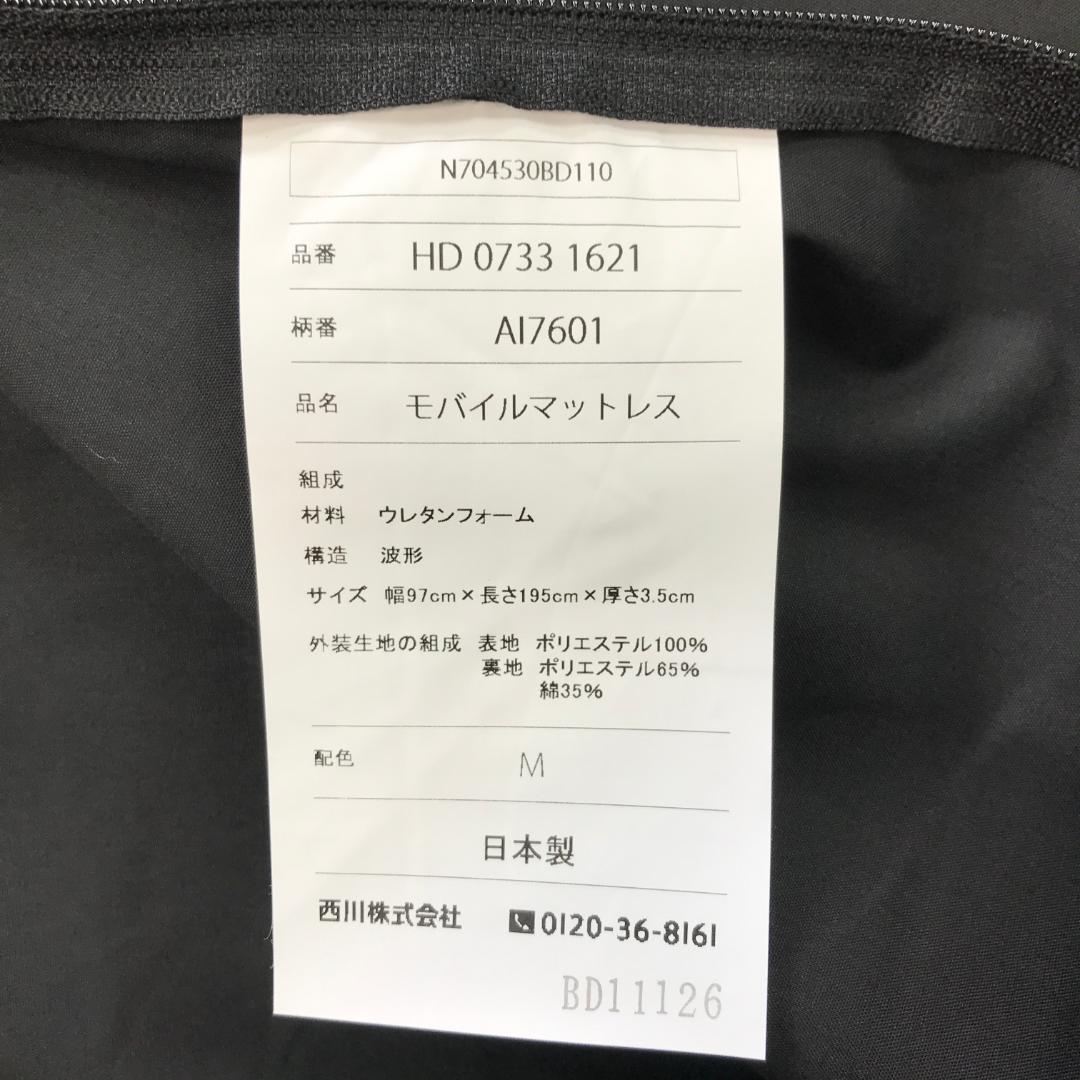 N704530BD110
品番 HD 0733 1621
柄番 AI7601
品名 モバイルマットレス
組成
材料 ウレタンフォーム
構造 波形
サイズ 幅97cm×長さ195cm×厚さ3.5cm
外装生地の組成 表地 ポリエステル100%
裏地 ポリエステル65%
綿35%
配色 M
日本製
西川株式会社 0120-36-8161
BD11126